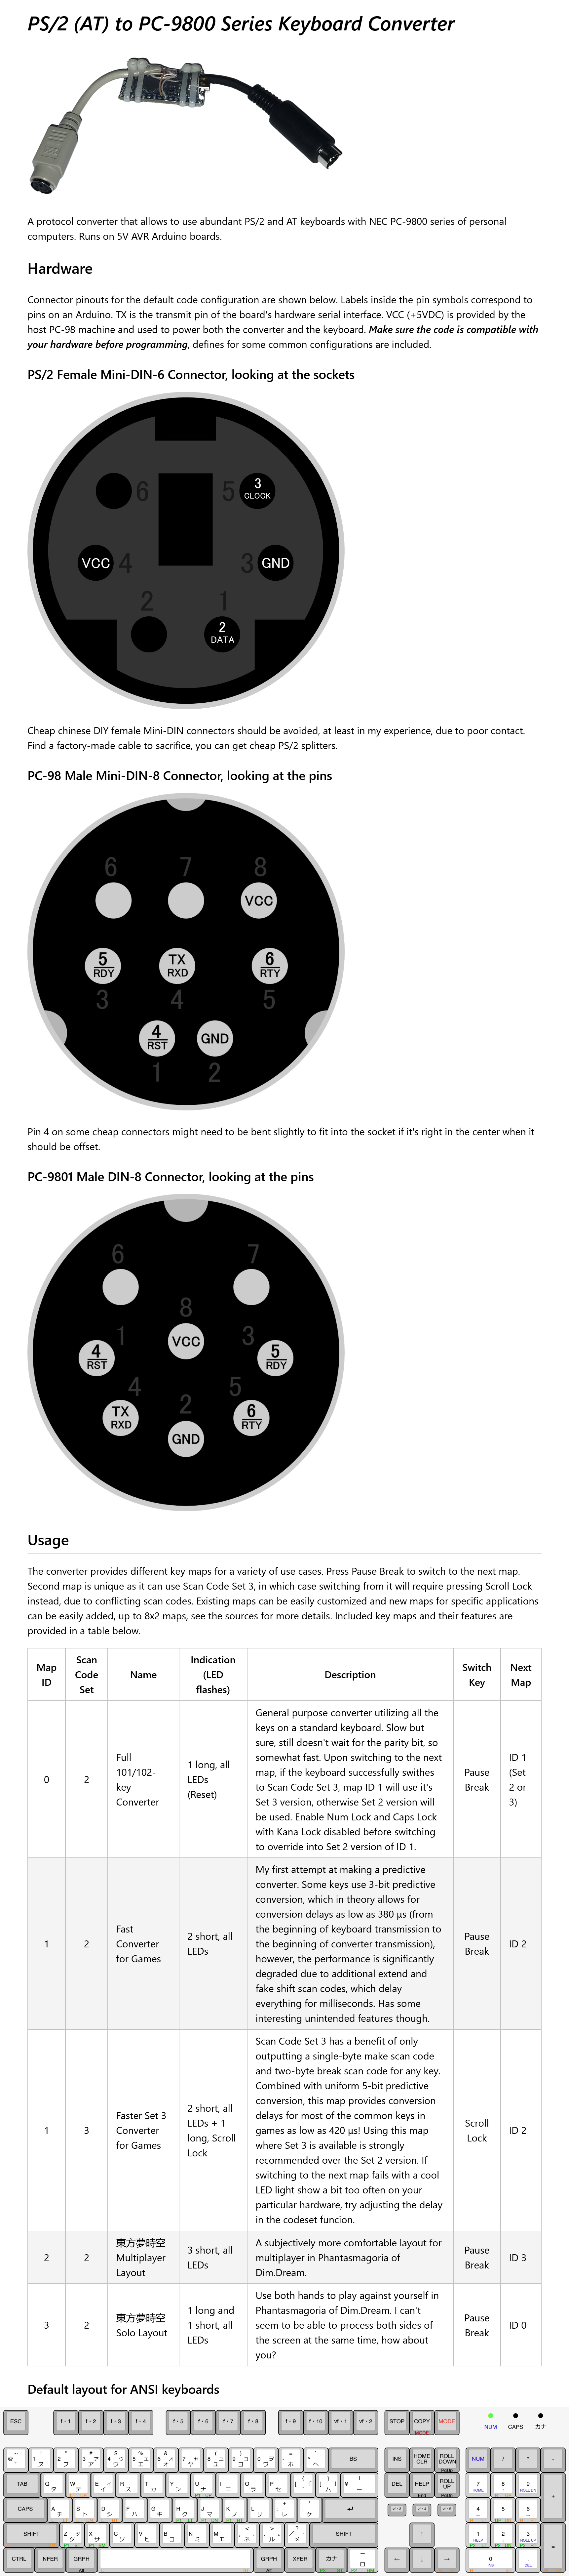 PS/2 (AT) to PC-9800 Series Keyboard Converter
A protocol converter that allows to use abundant PS/2 and AT keyboards with NEC PC-9800 series of personal
computers. Runs on 5V AVR Arduino boards.
Hardware
Connector pinouts for the default code configuration are shown below. Labels inside the pin symbols correspond to
pins on an Arduino. TX is the transmit pin of the board's hardware serial interface. VCC (+5VDC) is provided by the
host PC-98 machine and used to power both the converter and the keyboard. Make sure the code is compatible with
your hardware before programming, defines for some common configurations are included.
PS/2 Female Mini-DIN-6 Connector, looking at the sockets
6 5 3
CLOCK
VCC 4 3 GND
2 1
2
DATA
Cheap chinese DIY female Mini-DIN connectors should be avoided, at least in my experience, due to poor contact.
Find a factory-made cable to sacrifice, you can get cheap PS/2 splitters.
PC-98 Male Mini-DIN-8 Connector, looking at the pins
6 7 8
VCC
5 TX 6
RDY RXD RTY
3 4 5
4 GND
RST
1 2
Pin 4 on some cheap connectors might need to be bent slightly to fit into the socket if it's right in the center when it
should be offset.
PC-9801 Male DIN-8 Connector, looking at the pins
6 7
8
VCC
1 3
4 5
RST RDY
4 5
TX 2 6
RXD RTY
GND
Usage
The converter provides different key maps for a variety of use cases. Press Pause Break to switch to the next map.
Second map is unique as it can use Scan Code Set 3, in which case switching from it will require pressing Scroll Lock
instead, due to conflicting scan codes. Existing maps can be easily customized and new maps for specific applications
can be easily added, up to 8x2 maps, see the sources for more details. Included key maps and their features are
provided in a table below.
Map
ID
Scan
Code
Set
Name
Indication
(LED
flashes)
Description
Switch
Key
Next
Map
0
2
Full
101/102-
key
Converter
1 long, all
LEDs
(Reset)
General purpose converter utilizing all the
keys on a standard keyboard. Slow but
sure, still doesn't wait for the parity bit, so
somewhat fast. Upon switching to the next
map, if the keyboard successfully swithes
to Scan Code Set 3, map ID 1 will use it's
Set 3 version, otherwise Set 2 version will
be used. Enable Num Lock and Caps Lock
with Kana Lock disabled before switching
to override into Set 2 version of ID 1.
Pause
Break
ID 1
(Set
2 or
3)
1
2
Fast
Converter
for Games
2 short, all
LEDs
My first attempt at making a predictive
converter. Some keys use 3-bit predictive
conversion, which in theory allows for
conversion delays as low as 380 μs (from
the beginning of keyboard transmission to
the beginning of converter transmission),
however, the performance is significantly
degraded due to additional extend and
fake shift scan codes, which delay
everything for milliseconds. Has some
interesting unintended features though.
Pause
Break
ID 2
1
3
Faster Set 3
Converter
for Games
2 short, all
LEDs + 1
long, Scroll
Lock
Scan Code Set 3 has a benefit of only
outputting a single-byte make scan code
and two-byte break scan code for any key.
Combined with uniform 5-bit predictive
conversion, this map provides conversion
delays for most of the common keys in
games as low as 420 μs! Using this map
where Set 3 is available is strongly
recommended over the Set 2 version. If
switching to the next map fails with a cool
LED light show a bit too often on your
particular hardware, try adjusting the delay
in the codeset funcion.
Scroll
Lock
ID 2
2
2
東方夢時空
Multiplayer
Layout
3 short, all
LEDs
A subjectively more comfortable layout for
multiplayer in Phantasmagoria of
Dim.Dream.
Pause
Break
ID 3
3
2
東方夢時空
Solo Layout
1 long and
1 short, all
LEDs
Use both hands to play against yourself in
Phantasmagoria of Dim.Dream. I can't
seem to be able to process both sides of
the screen at the same time, how about
you?
Pause
Break
ID 0
Default layout for ANSI keyboards
ESC f・1 f・2 f・3 f・4 f・5 f・6 f・7 f・8 f・9 f・10 vf・1 vf・2 STOP COPY MODE
NUM CAPS カナ
BS INS HOME CLR ROLL DOWN NUM / * -
TAB Q W E R T Y U I O P DEL HELP ROLL UP 7 8 9 +
CAPS A S D F G H J K L 4 5 6
SHIFT Z X C V B N M SHIFT ↑ 1 2 3 =
CTRL NFER GRPH GRPH XFER カナ ← ↓ → 0 .